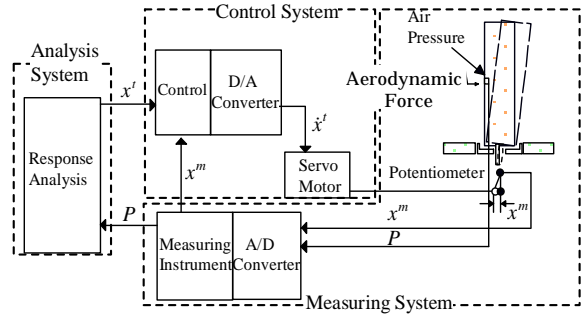 Control System
Air
Pressure
Analysis
System
x^t
Control
D/A
Converter
Aerodynamic
Force
ẋ^t
Response
Analysis
x^m
Servo
Motor
Potentiometer
x^m
x^m
P
P
Measuring
Instrument
A/D
Converter
Measuring System